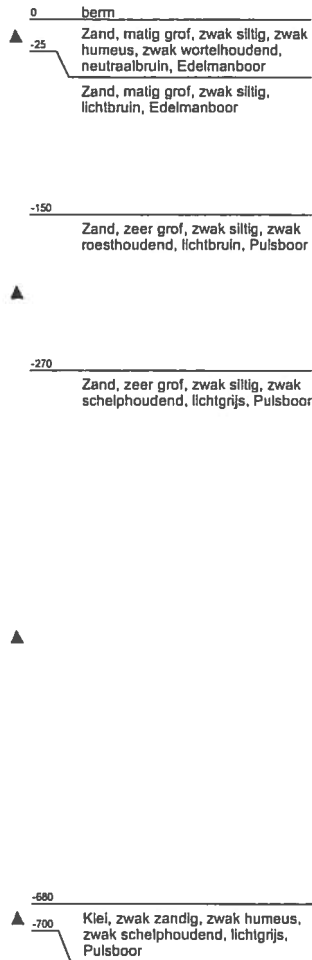 0 berm
-25 Zand, matig grof, zwak siltig, zwak
humeus, zwak wortelhoudend,
neutraalbruin, Edelmanboor
Zand, matig grof, zwak siltig,
lichtbruin, Edelmanboor
-150
Zand, zeer grof, zwak siltig, zwak
roesthoudend, lichtbruin, Pulsboor
-270
Zand, zeer grof, zwak siltig, zwak
schelphoudend, lichtgrijs, Pulsboor
-680
-700 Klei, zwak zandig, zwak humeus,
zwak schelphoudend, lichtgrijs,
Pulsboor